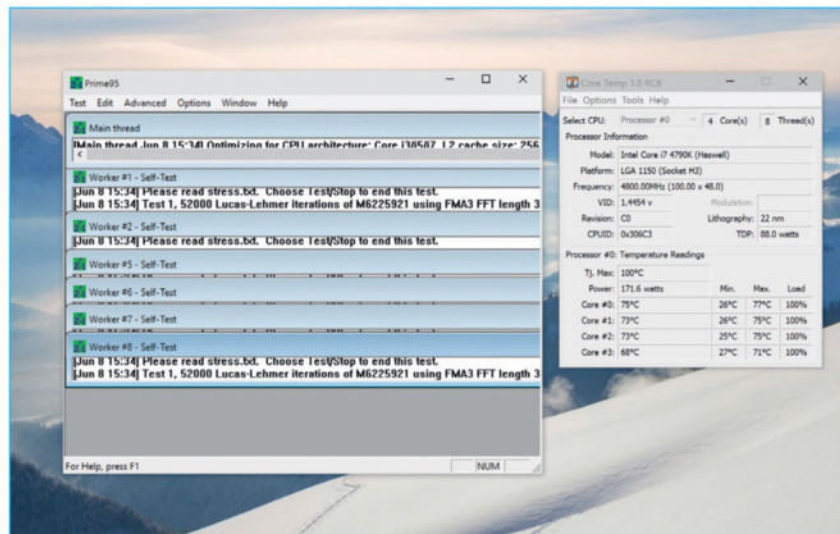 Prime95
Test Edit Advanced Options Window Help
Main thread
[Main thread Jun 8 15:34] Optimizing for CPU architecture: Core i3/i5/i7, L2 cache size: 256
Worker #1 - Self-Test
[Jun 8 15:34] Please read stress.txt. Choose Test/Stop to end this test.
[Jun 8 15:34] Test 1, 52000 Lucas-Lehmer iterations of M6225921 using FMA3 FFT length 3
Worker #2 - Self-Test
[Jun 8 15:34] Please read stress.txt. Choose Test/Stop to end this test.
Worker #5 - Self-Test
Worker #6 - Self-Test
Worker #7 - Self-Test
Worker #8 - Self-Test
[Jun 8 15:34] Please read stress.txt. Choose Test/Stop to end this test.
[Jun 8 15:34] Test 1, 52000 Lucas-Lehmer iterations of M6225921 using FMA3 FFT length 3
For Help, press F1 NUM
Core Temp 1.0 RC6
File Options Tools Help
Select CPU: Processor #0 4 Core(s) 8 Thread(s)
Processor Information
Model: Intel Core i7 4790K (Haswell)
Platform: LGA 1150 (Socket H3)
Frequency: 4800.00MHz (100.00 x 48.0)
VID: 1.4454 v Modulation:
Revision: C0 Lithography: 22 nm
CPUID: 0x306C3 TDP: 88.0 watts
Processor #0: Temperature Readings
Tj. Max: 100°C
Power: 171.6 watts Min. Max. Load
Core #0: 75°C 26°C 77°C 100%
Core #1: 73°C 26°C 75°C 100%
Core #2: 73°C 25°C 75°C 100%
Core #3: 68°C 27°C 71°C 100%